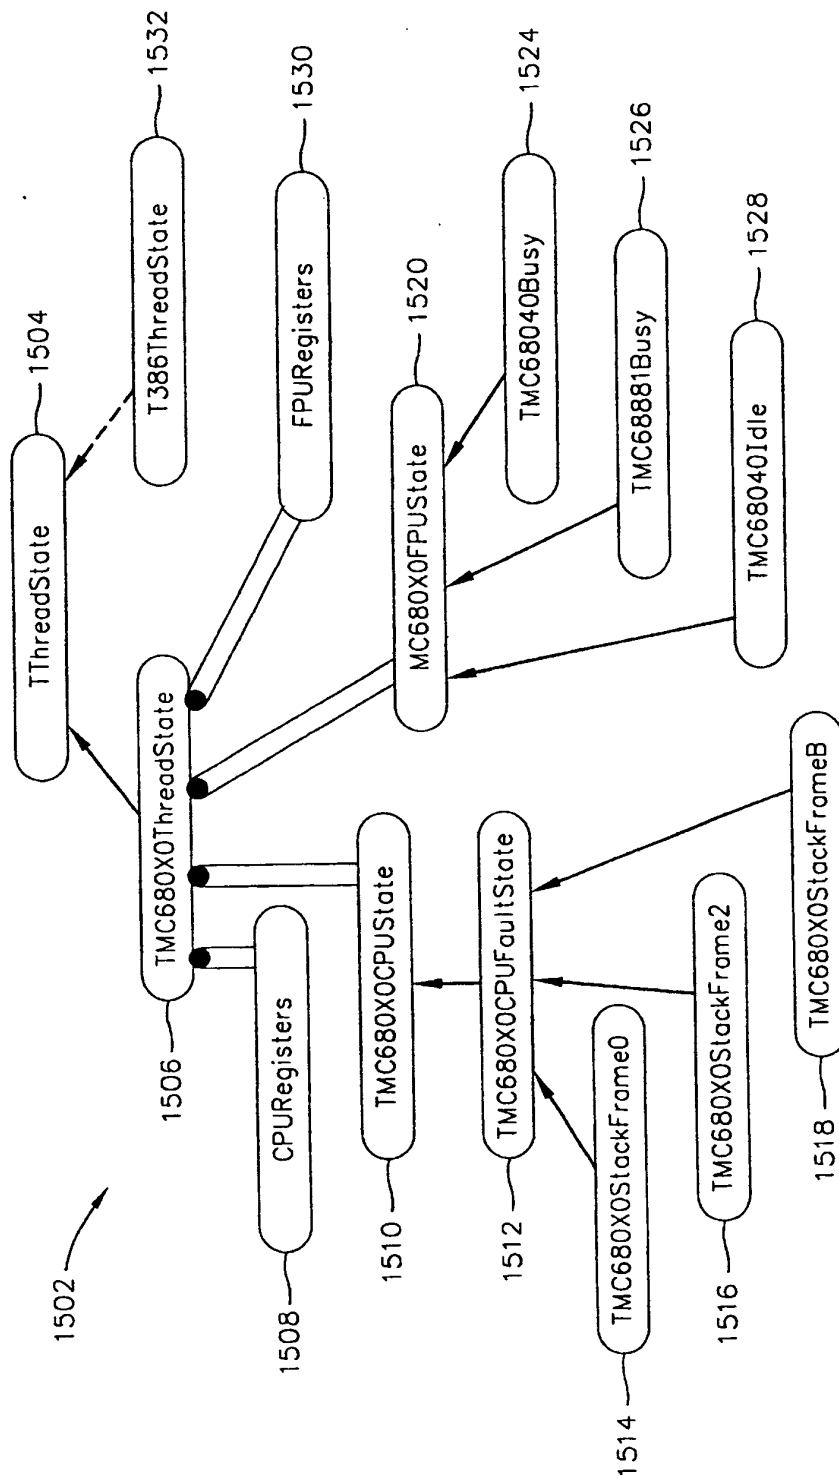 1502
TThreadState
1504
1506
TMC680X0ThreadState
T386ThreadState
1532
1508
CPURegisters
FPURegisters
1530
1510
TMC680X0CPUState
MC680X0FPUState
1520
1512
TMC680X0CPUFaultState
TMC68040Busy
1524
1514
TMC680X0StackFrame0
TMC68881Busy
1526
1516
TMC680X0StackFrame2
TMC68040Idle
1528
1518
TMC680X0StackFrameB